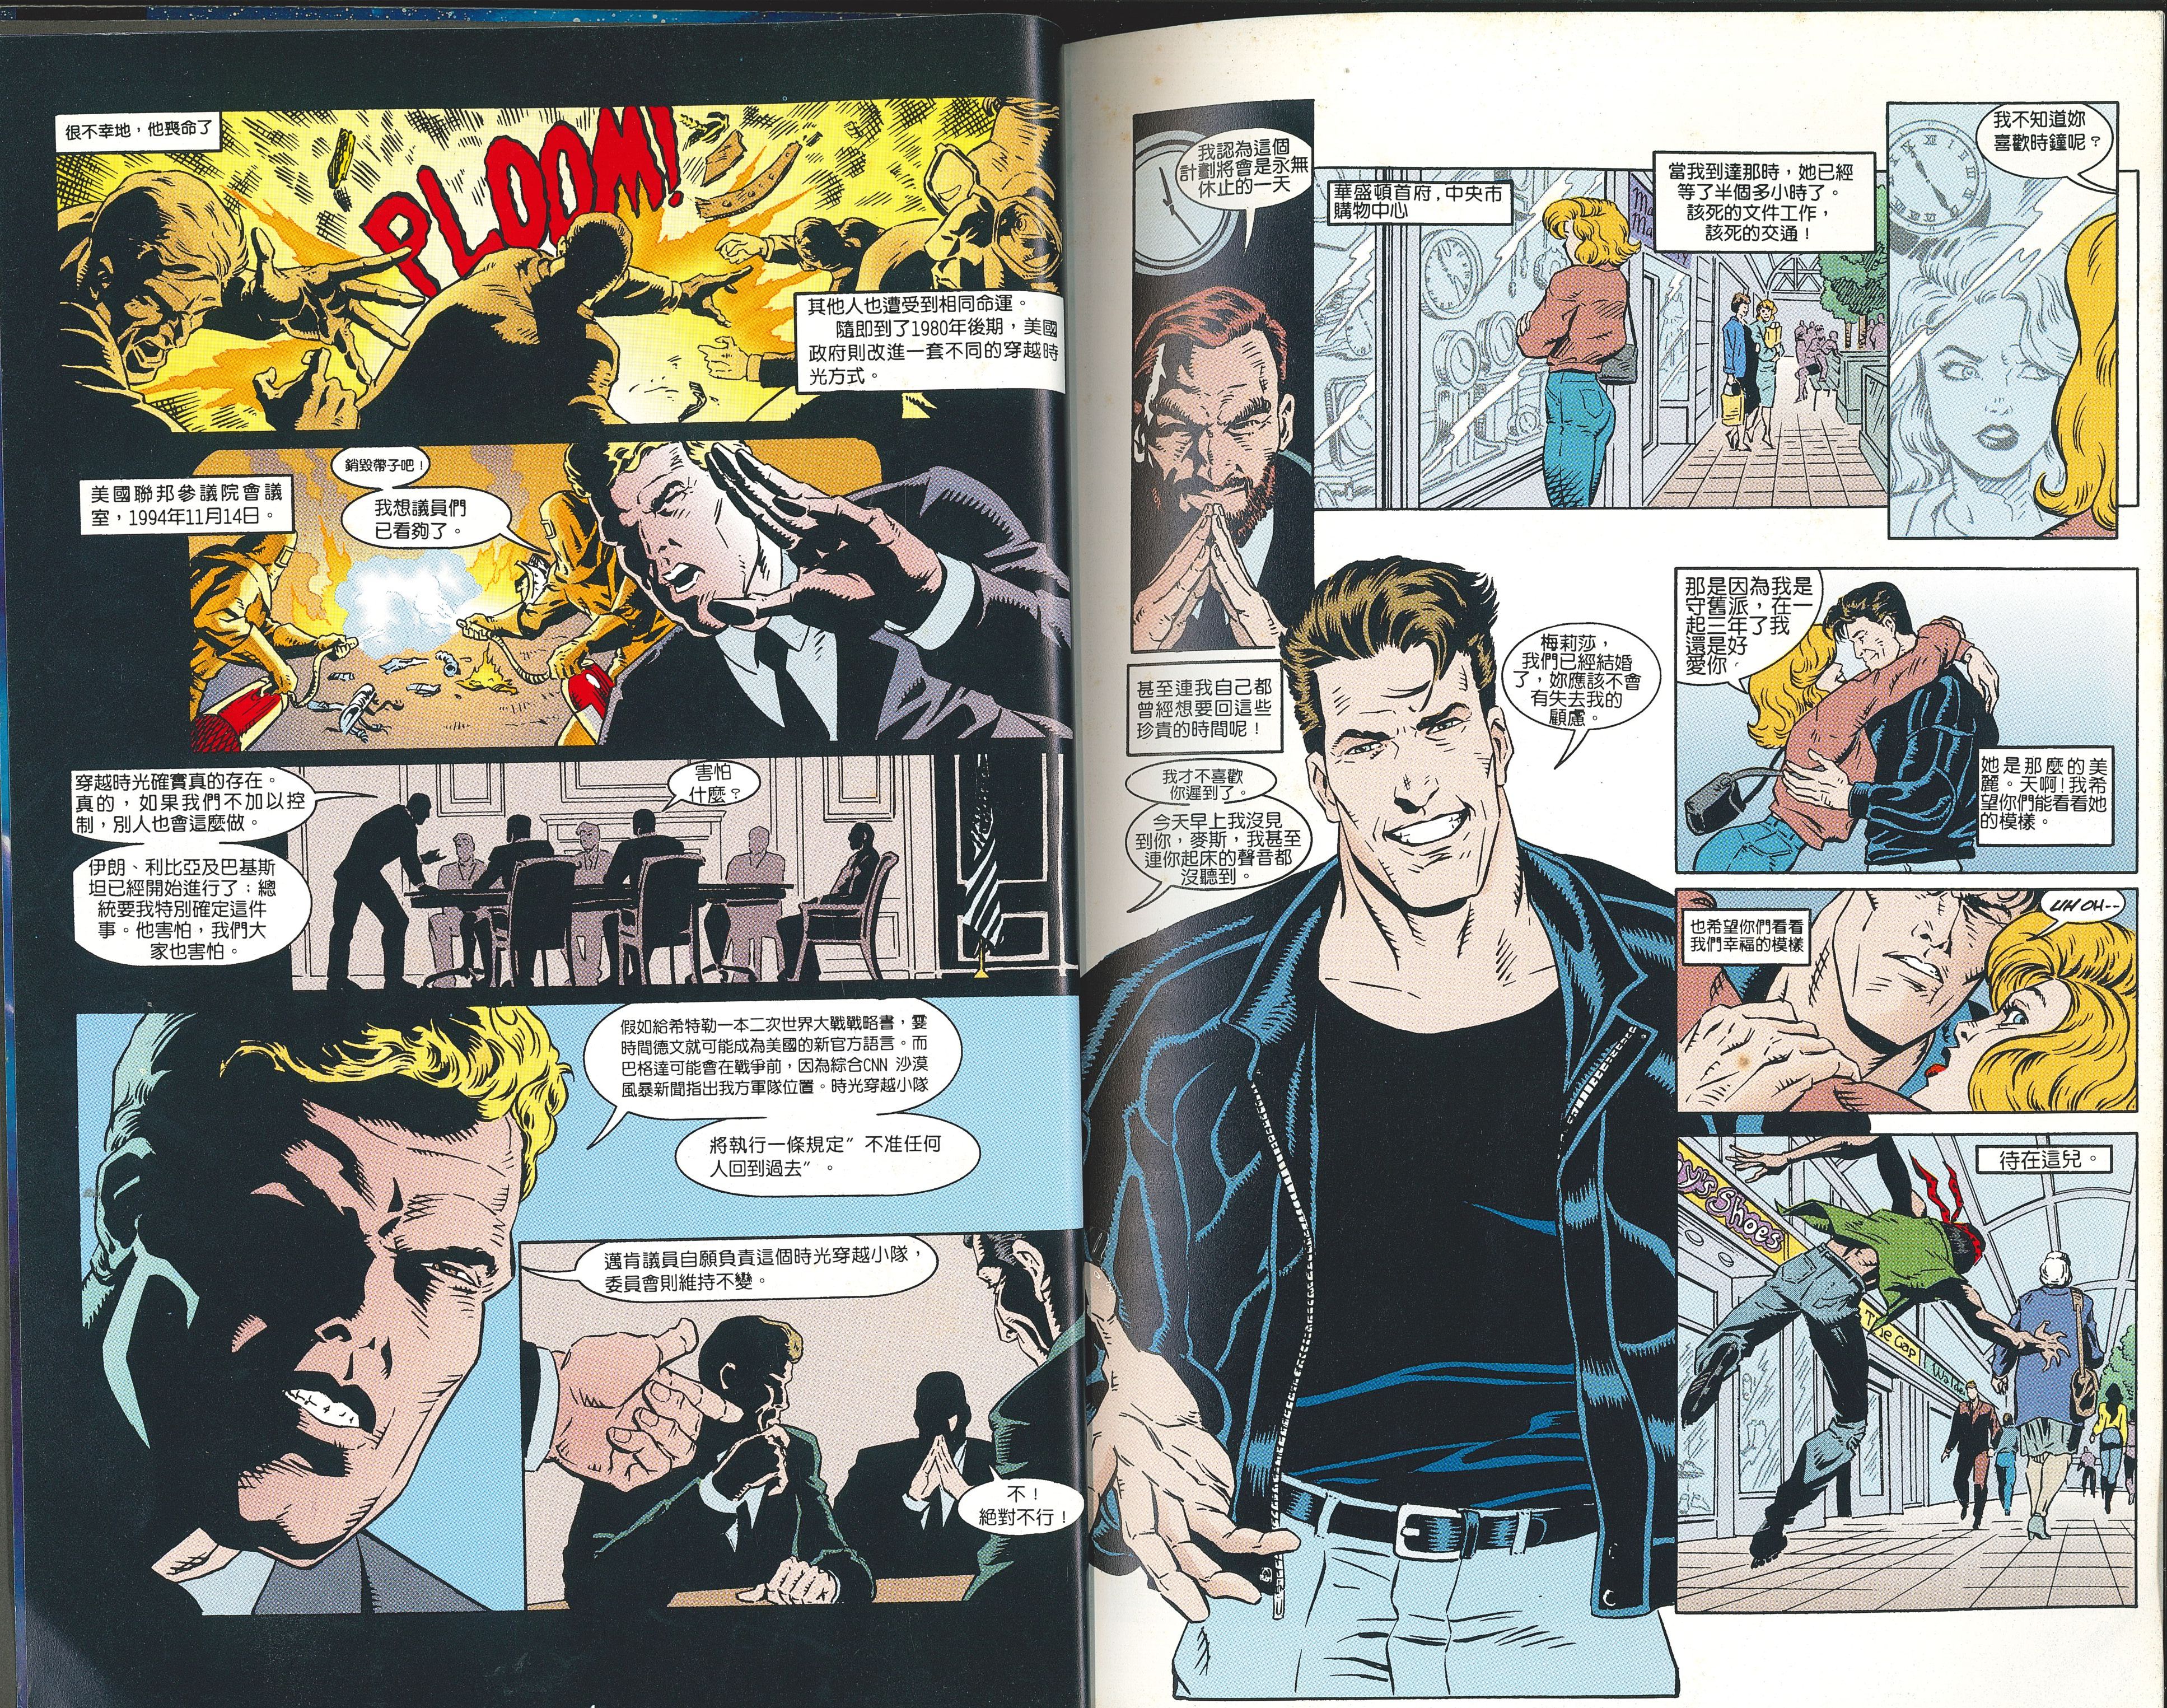 很不幸地，他喪命了
PLOOM!
其他人也遭受到相同命運。
隨即到了1980年後期，美國
政府則改進一套不同的穿越時
光方式。
美國聯邦參議院會議
室，1994年11月14日。
銷毀帶子吧！
我想議員們
已看夠了。
穿越時光確實真的存在。
真的，如果我們不加以控
制，別人也會這麼做。
伊朗、利比亞及巴基斯
坦已經開始進行了；總
統要我特別確定這件
事。他害怕，我們大
家也害怕。
害怕
什麼？
假如給希特勒一本二次世界大戰戰略書，霎
時間德文就可能成為美國的新官方語言。而
巴格達可能會在戰爭前，因為綜合CNN 沙漠
風暴新聞指出我方軍隊位置。時光穿越小隊
將執行一條規定”不准任何
人回到過去”。
邁肯議員自願負責這個時光穿越小隊，
委員會則維持不變。
不！
絕對不行！
我認為這個
計劃將會是永無
休止的一天
華盛頓首府，中央市
購物中心
當我到達那時，她已經
等了半個多小時了。
該死的文件工作，
該死的交通！
我不知道妳
喜歡時鐘呢？
甚至連我自己都
曾經想要回這些
珍貴的時間呢！
我才不喜歡
你遲到了。
今天早上我沒見
到你，麥斯，我甚至
連你起床的聲音都
沒聽到。
梅莉莎，
我們已經結婚
了，妳應該不會
有失去我的
顧慮。
那是因為我是
守舊派，在一
起三年了我
還是好
愛你。
她是那麼的美
麗。天啊！我希
望你們能看看她
的模樣。
也希望你們看看
我們幸福的模樣
UH OH--
待在這兒。
y's Shoes
The Gap
Walde